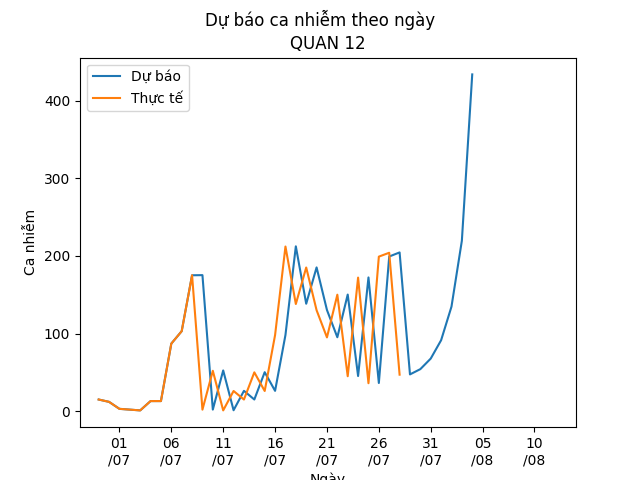 Dự báo ca nhiễm theo ngày
QUAN 12
Dự báo
Thực tế
400
300
200
100
0
Ca nhiễm
01 06 11 16 21 26 31 05 10
/07 /07 /07 /07 /07 /07 /07 /08 /08
Ngày